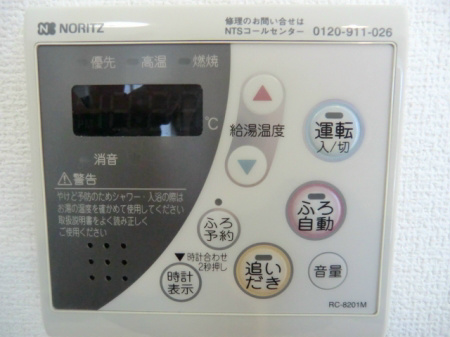 NORITZ
修理のお問い合せは
NTSコールセンター 0120-911-026
優先 高温 燃焼
℃
給湯温度
運転
入/切
消音
⚠警告
やけど予防のためシャワー・入浴の際は
お湯の温度を確かめて使用してください
取扱説明書をよく読み正しく
ご使用ください
ふろ
予約
ふろ
自動
▼時計合わせ
2秒押し
時計
表示
追い
だき
音量
RC-8201M